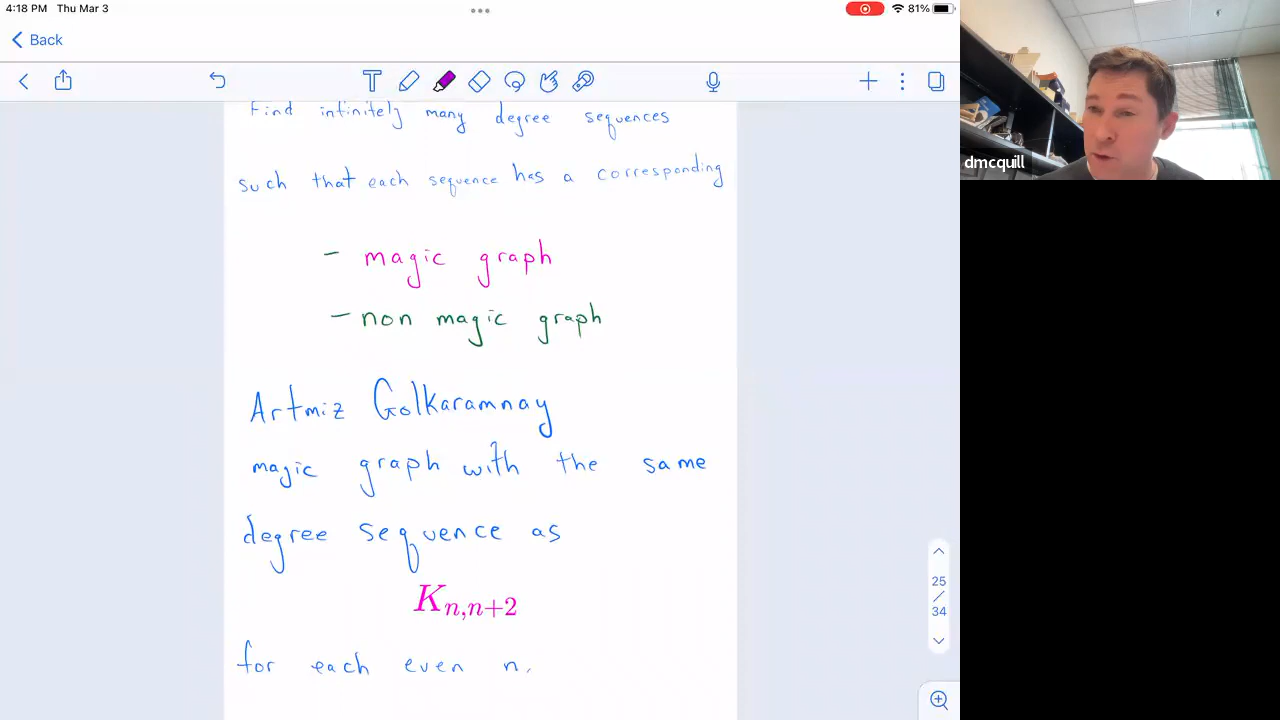 4:18 PM Thu Mar 3
81%
Back
Find infinitely many degree sequences
such that each sequence has a corresponding
- magic graph
- non magic graph
Artmiz Golkaramnay
magic graph with the same
degree sequence as
K_{n,n+2}
for each even n.
25
/
34
dmcquill